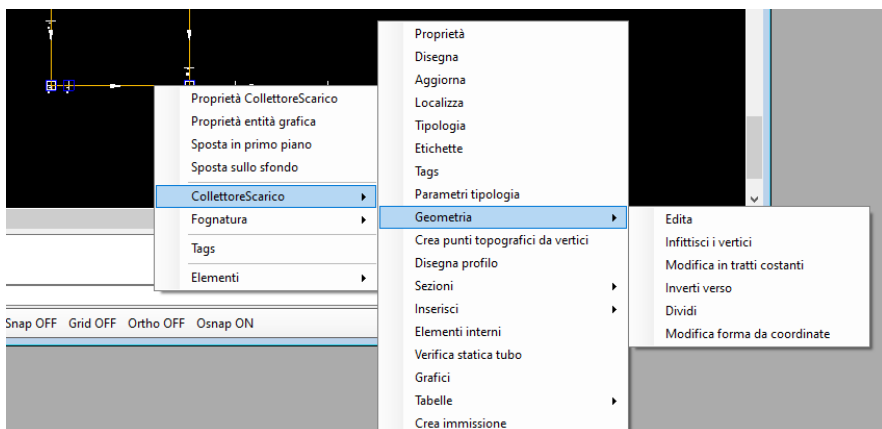 Proprietà CollettoreScarico
Proprietà entità grafica
Sposta in primo piano
Sposta sullo sfondo
CollettoreScarico
Fognatura
Tags
Elementi
Proprietà
Disegna
Aggiorna
Localizza
Tipologia
Etichette
Tags
Parametri tipologia
Geometria
Crea punti topografici da vertici
Disegna profilo
Sezioni
Inserisci
Elementi interni
Verifica statica tubo
Grafici
Tabelle
Crea immissione
Edita
Infittisci i vertici
Modifica in tratti costanti
Inverti verso
Dividi
Modifica forma da coordinate
Snap OFF Grid OFF Ortho OFF Osnap ON